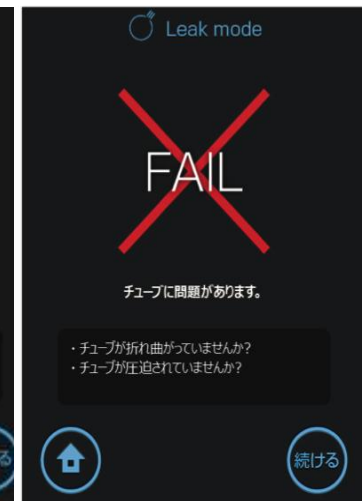 Leak mode
FAIL
チューブに問題があります。
・チューブが折れ曲がっていませんか?
・チューブが圧迫されていませんか?
る
続ける